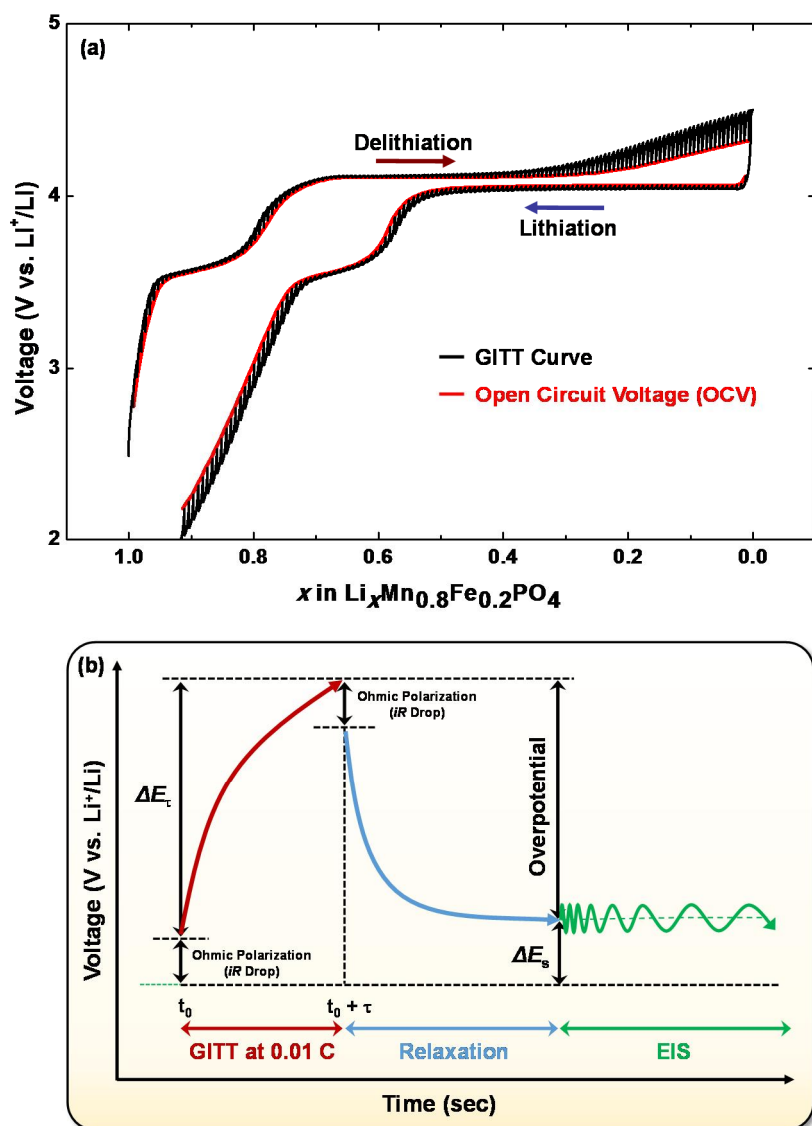 (a)
5
4
3
2
Voltage (V vs. Li⁺/Li)
Delithiation
Lithiation
GITT Curve
Open Circuit Voltage (OCV)
1.0 0.8 0.6 0.4 0.2 0.0
x in LiₓMn₀.₈Fe₀.₂PO₄
(b)
Voltage (V vs. Li⁺/Li)
Ohmic Polarization
(iR Drop)
ΔE_τ
Overpotential
Ohmic Polarization
(iR Drop)
ΔEₛ
t₀ t₀ + τ
GITT at 0.01 C Relaxation EIS
Time (sec)